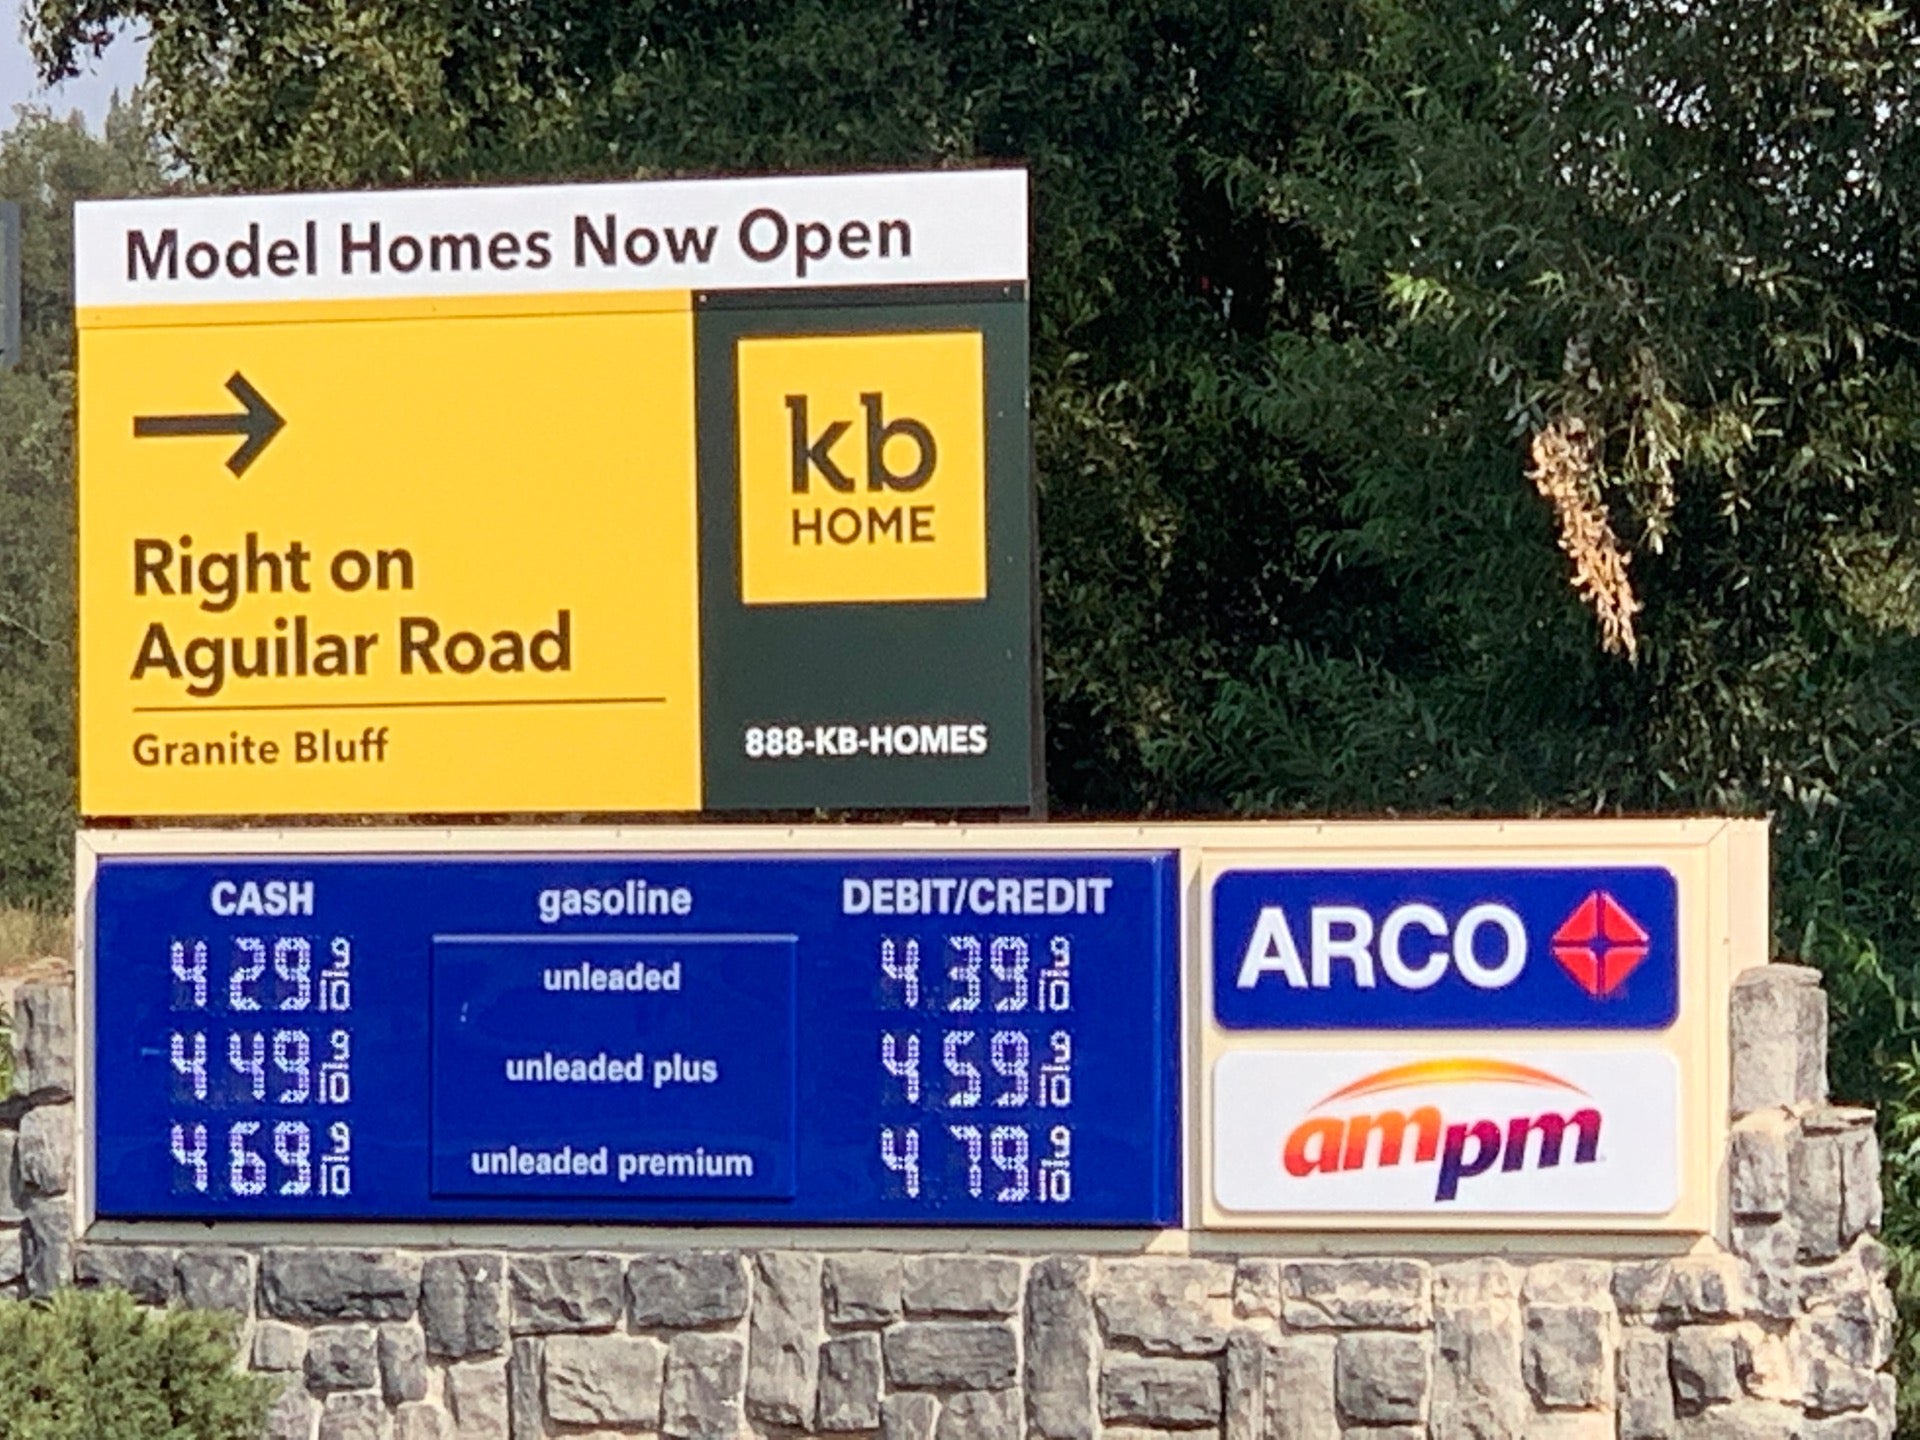 Model Homes Now Open
→
Right on
Aguilar Road
Granite Bluff
kb
HOME
888-KB-HOMES
CASH gasoline DEBIT/CREDIT
4 29 9/10 unleaded 4 39 9/10
4 49 9/10 unleaded plus 4 59 9/10
4 69 9/10 unleaded premium 4 79 9/10
ARCO
ampm